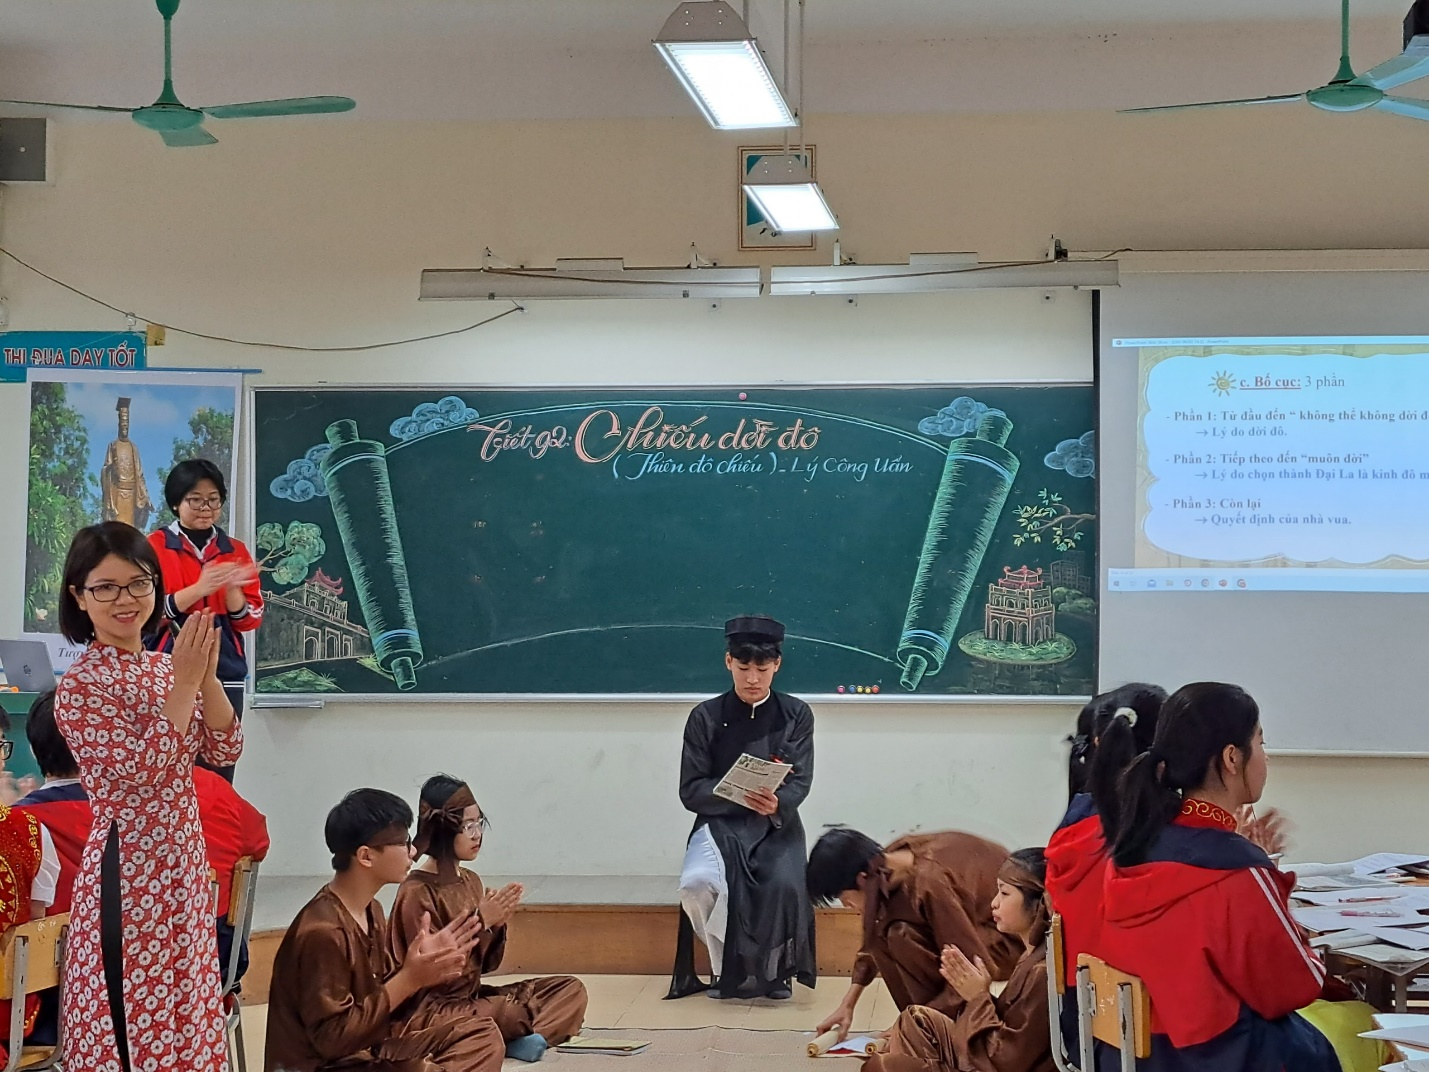 THI ĐUA DẠY TỐT
Tiết 92: Chiếu dời đô
(Thiên đô chiếu) - Lý Công Uẩn
c. Bố cục: 3 phần
- Phần 1: Từ đầu đến “ không thể không dời
→ Lý do dời đô.
- Phần 2: Tiếp theo đến “muôn dời”
→ Lý do chọn thành Đại La là kinh đô
- Phần 3: Còn lại
→ Quyết định của nhà vua.